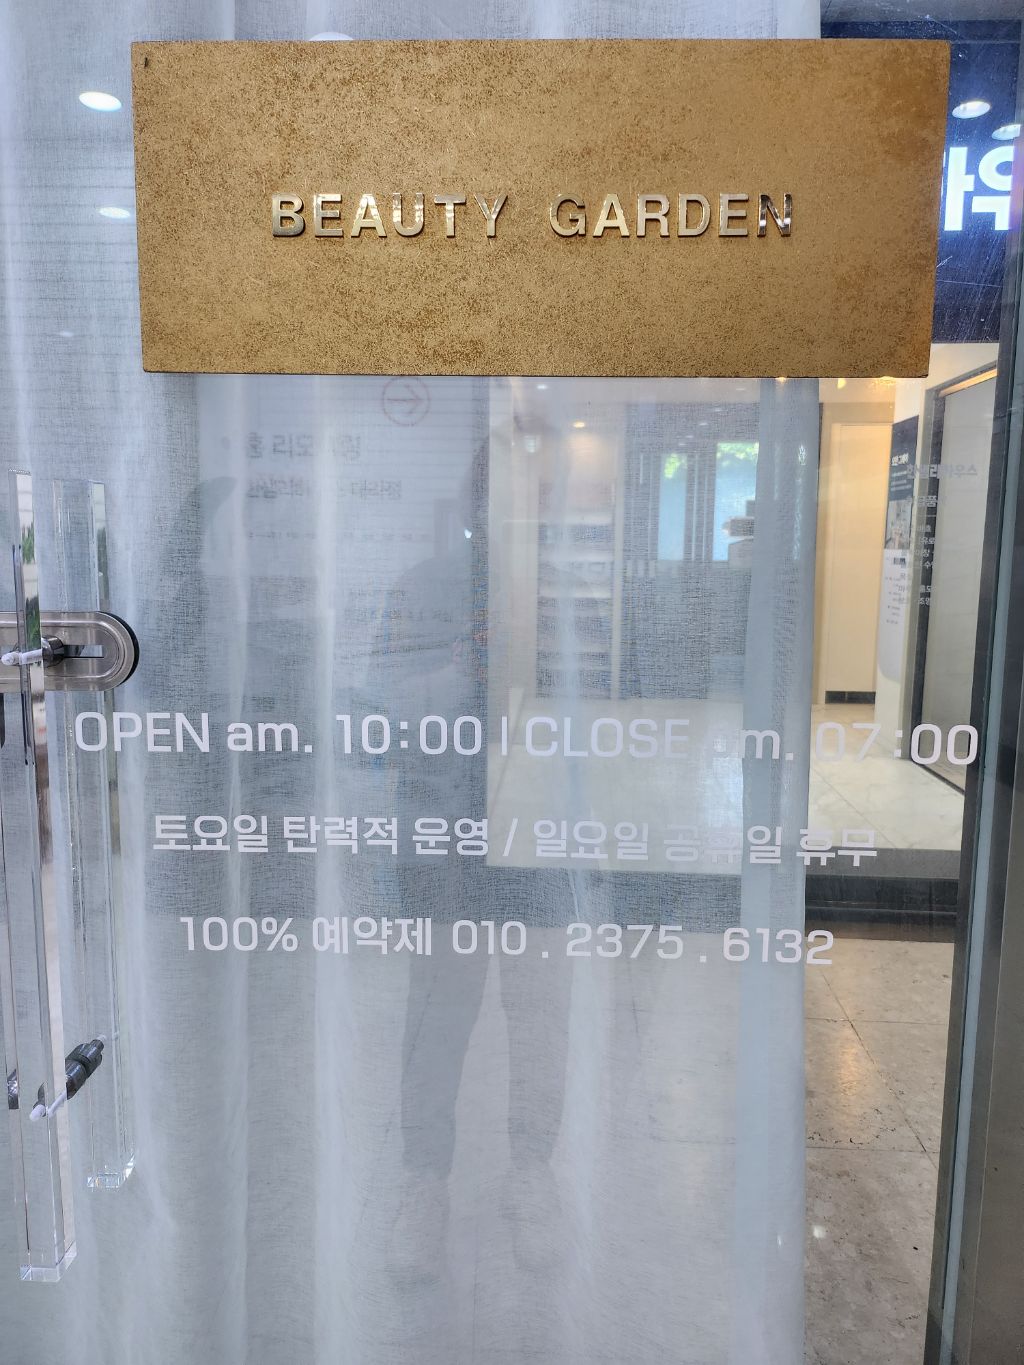 BEAUTY GARDEN
OPEN am. 10:00 | CLOSE pm. 07:00
토요일 탄력적 운영 / 일요일 공휴일 휴무
100% 예약제 010 . 2375 . 6132